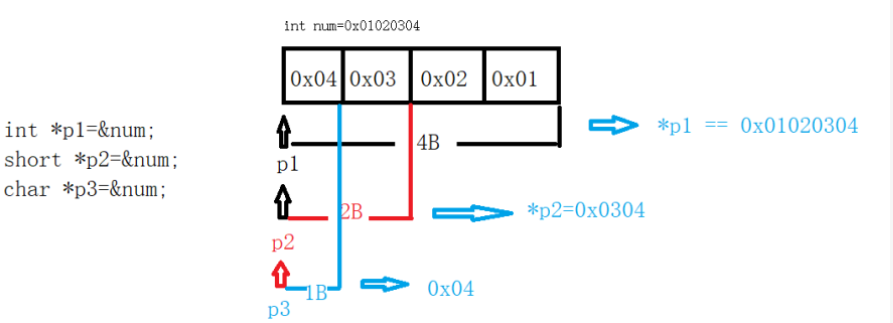 int num=0x01020304
0x04 0x03 0x02 0x01
int *p1=&num;
short *p2=&num;
char *p3=&num;
p1
4B
*p1 == 0x01020304
p2
2B
*p2=0x0304
p3
1B
0x04